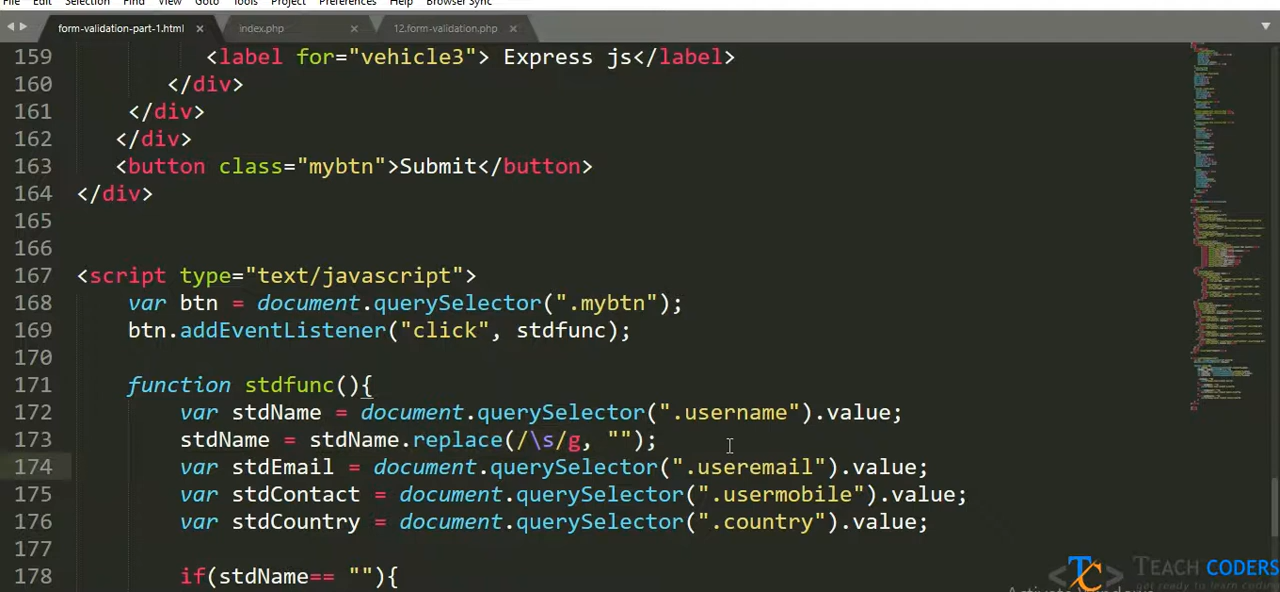 File Edit Selection Find View Goto Tools Project Preferences Help Browser Sync
form-validation-part-1.html × index.php × 12.form-validation.php ×
159 <label for="vehicle3"> Express js</label>
160 </div>
161 </div>
162 </div>
163 <button class="mybtn">Submit</button>
164 </div>
165
166
167 <script type="text/javascript">
168 var btn = document.querySelector(".mybtn");
169 btn.addEventListener("click", stdfunc);
170
171 function stdfunc(){
172 var stdName = document.querySelector(".username").value;
173 stdName = stdName.replace(/\s/g, "");
174 var stdEmail = document.querySelector(".useremail").value;
175 var stdContact = document.querySelector(".usermobile").value;
176 var stdCountry = document.querySelector(".country").value;
177
178 if(stdName== ""){
TEACH CODERS
get ready to learn coders